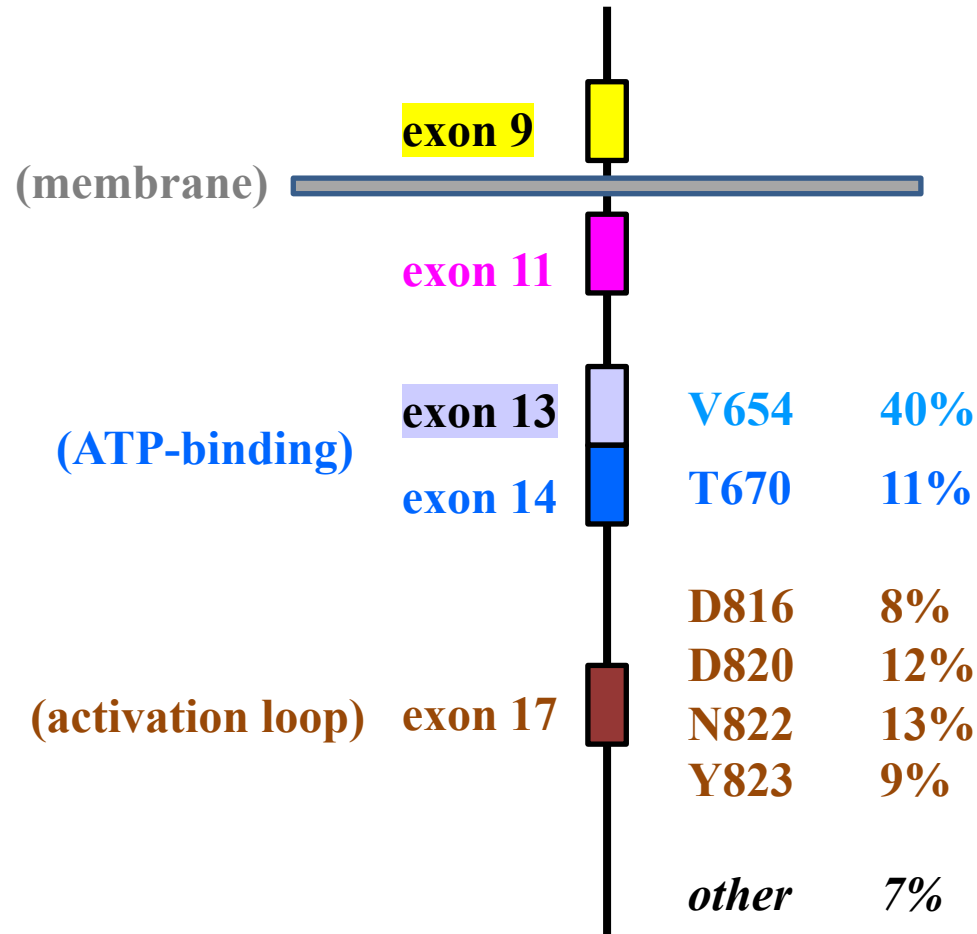 exon 9
(membrane)
exon 11
exon 13 V654 40%
(ATP-binding)
exon 14 T670 11%
D816 8%
D820 12%
(activation loop) exon 17 N822 13%
Y823 9%
other 7%